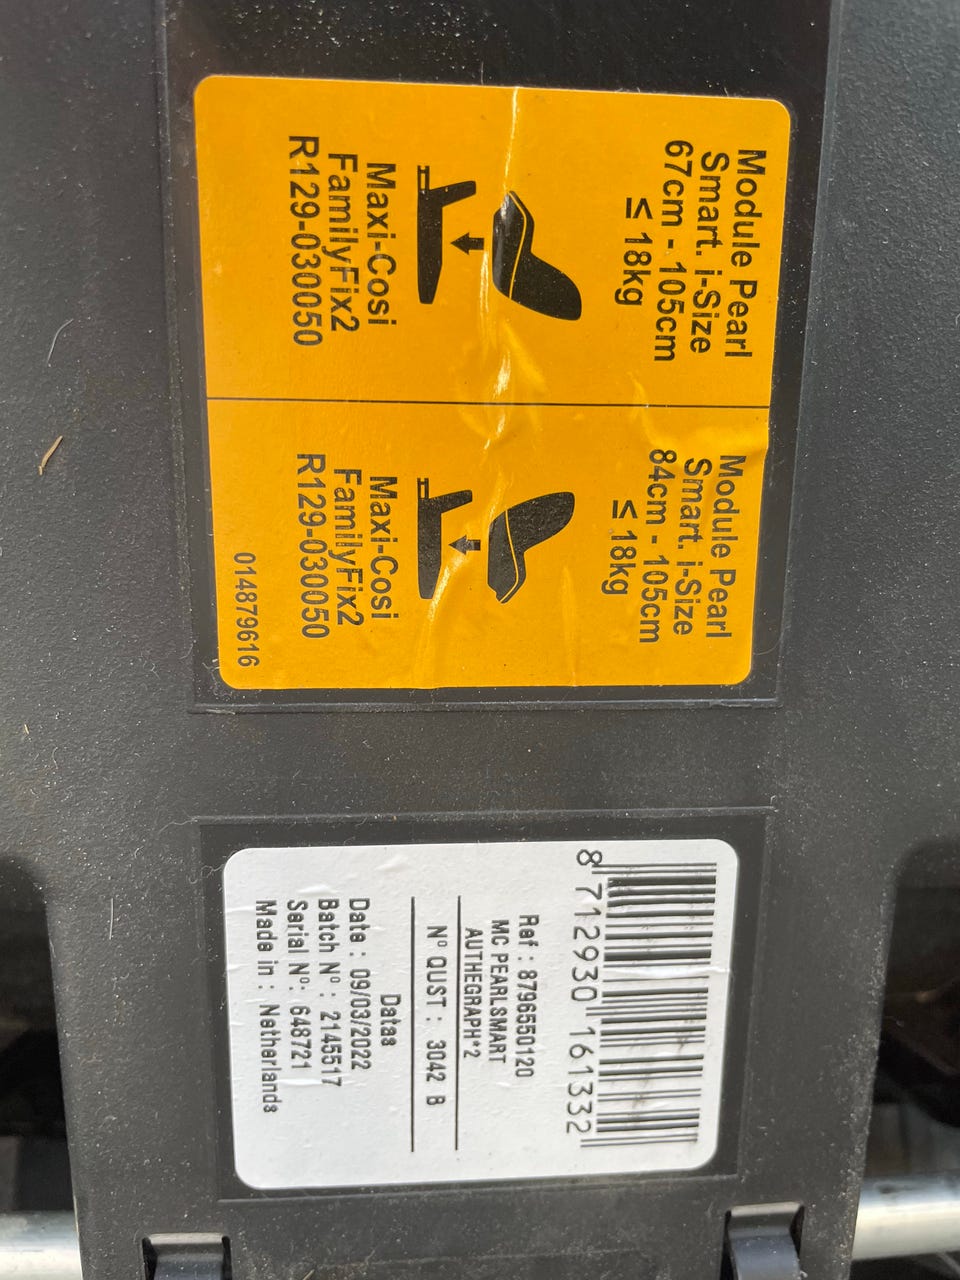 Module Pearl
Smart. i-Size
67cm - 105cm
≤ 18kg
Maxi-Cosi
FamilyFix2
R129-030050
Module Pearl
Smart. i-Size
84cm - 105cm
≤ 18kg
Maxi-Cosi
FamilyFix2
R129-030050
014879616
8 712930 161332
Ref : 8796550120
MC PEARLSMART
AUTHEGRAPH*2
N° QUST : 3042 B
Datas
Date : 09/03/2022
Batch N° : 2145517
Serial N° : 648721
Made in : Netherlands